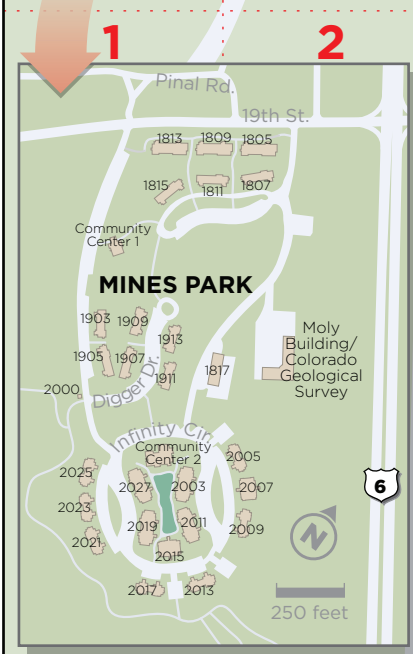 1 2
Pinal Rd.
19th St.
1813 1809 1805
1815 1811 1807
Community
Center 1
MINES PARK
1903 1909
1913
1905 1907
1911
1817
Moly
Building/
Colorado
Geological
Survey
2000
Digger Dr.
Infinity Cir.
Community
Center 2
2005
2025
2027 2003
2007
2023
2019 2011
2009
2021
2015
2017 2013
6
N
250 feet